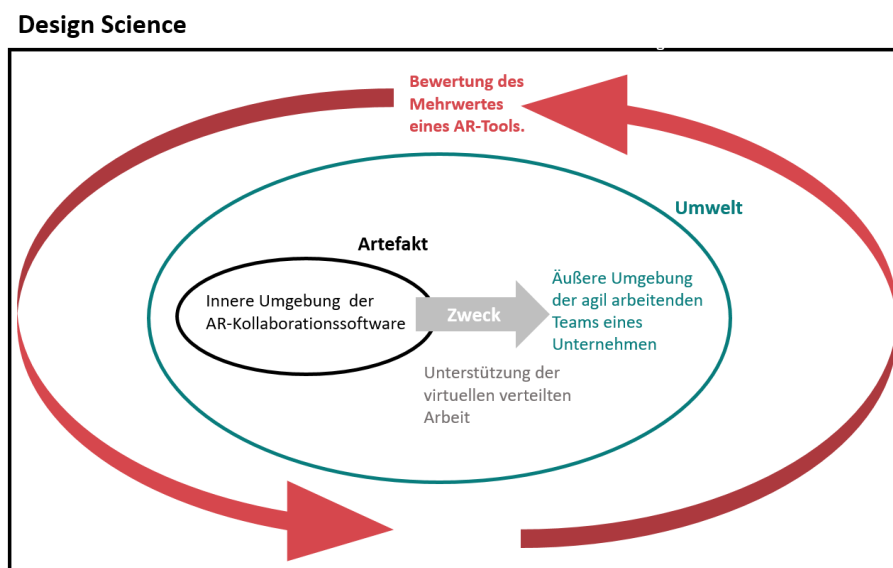 Design Science
Bewertung des
Mehrwertes
eines AR-Tools.
Umwelt
Artefakt
Innere Umgebung der
AR-Kollaborationssoftware
Zweck
Äußere Umgebung
der agil arbeitenden
Teams eines
Unternehmen
Unterstützung der
virtuellen verteilten
Arbeit